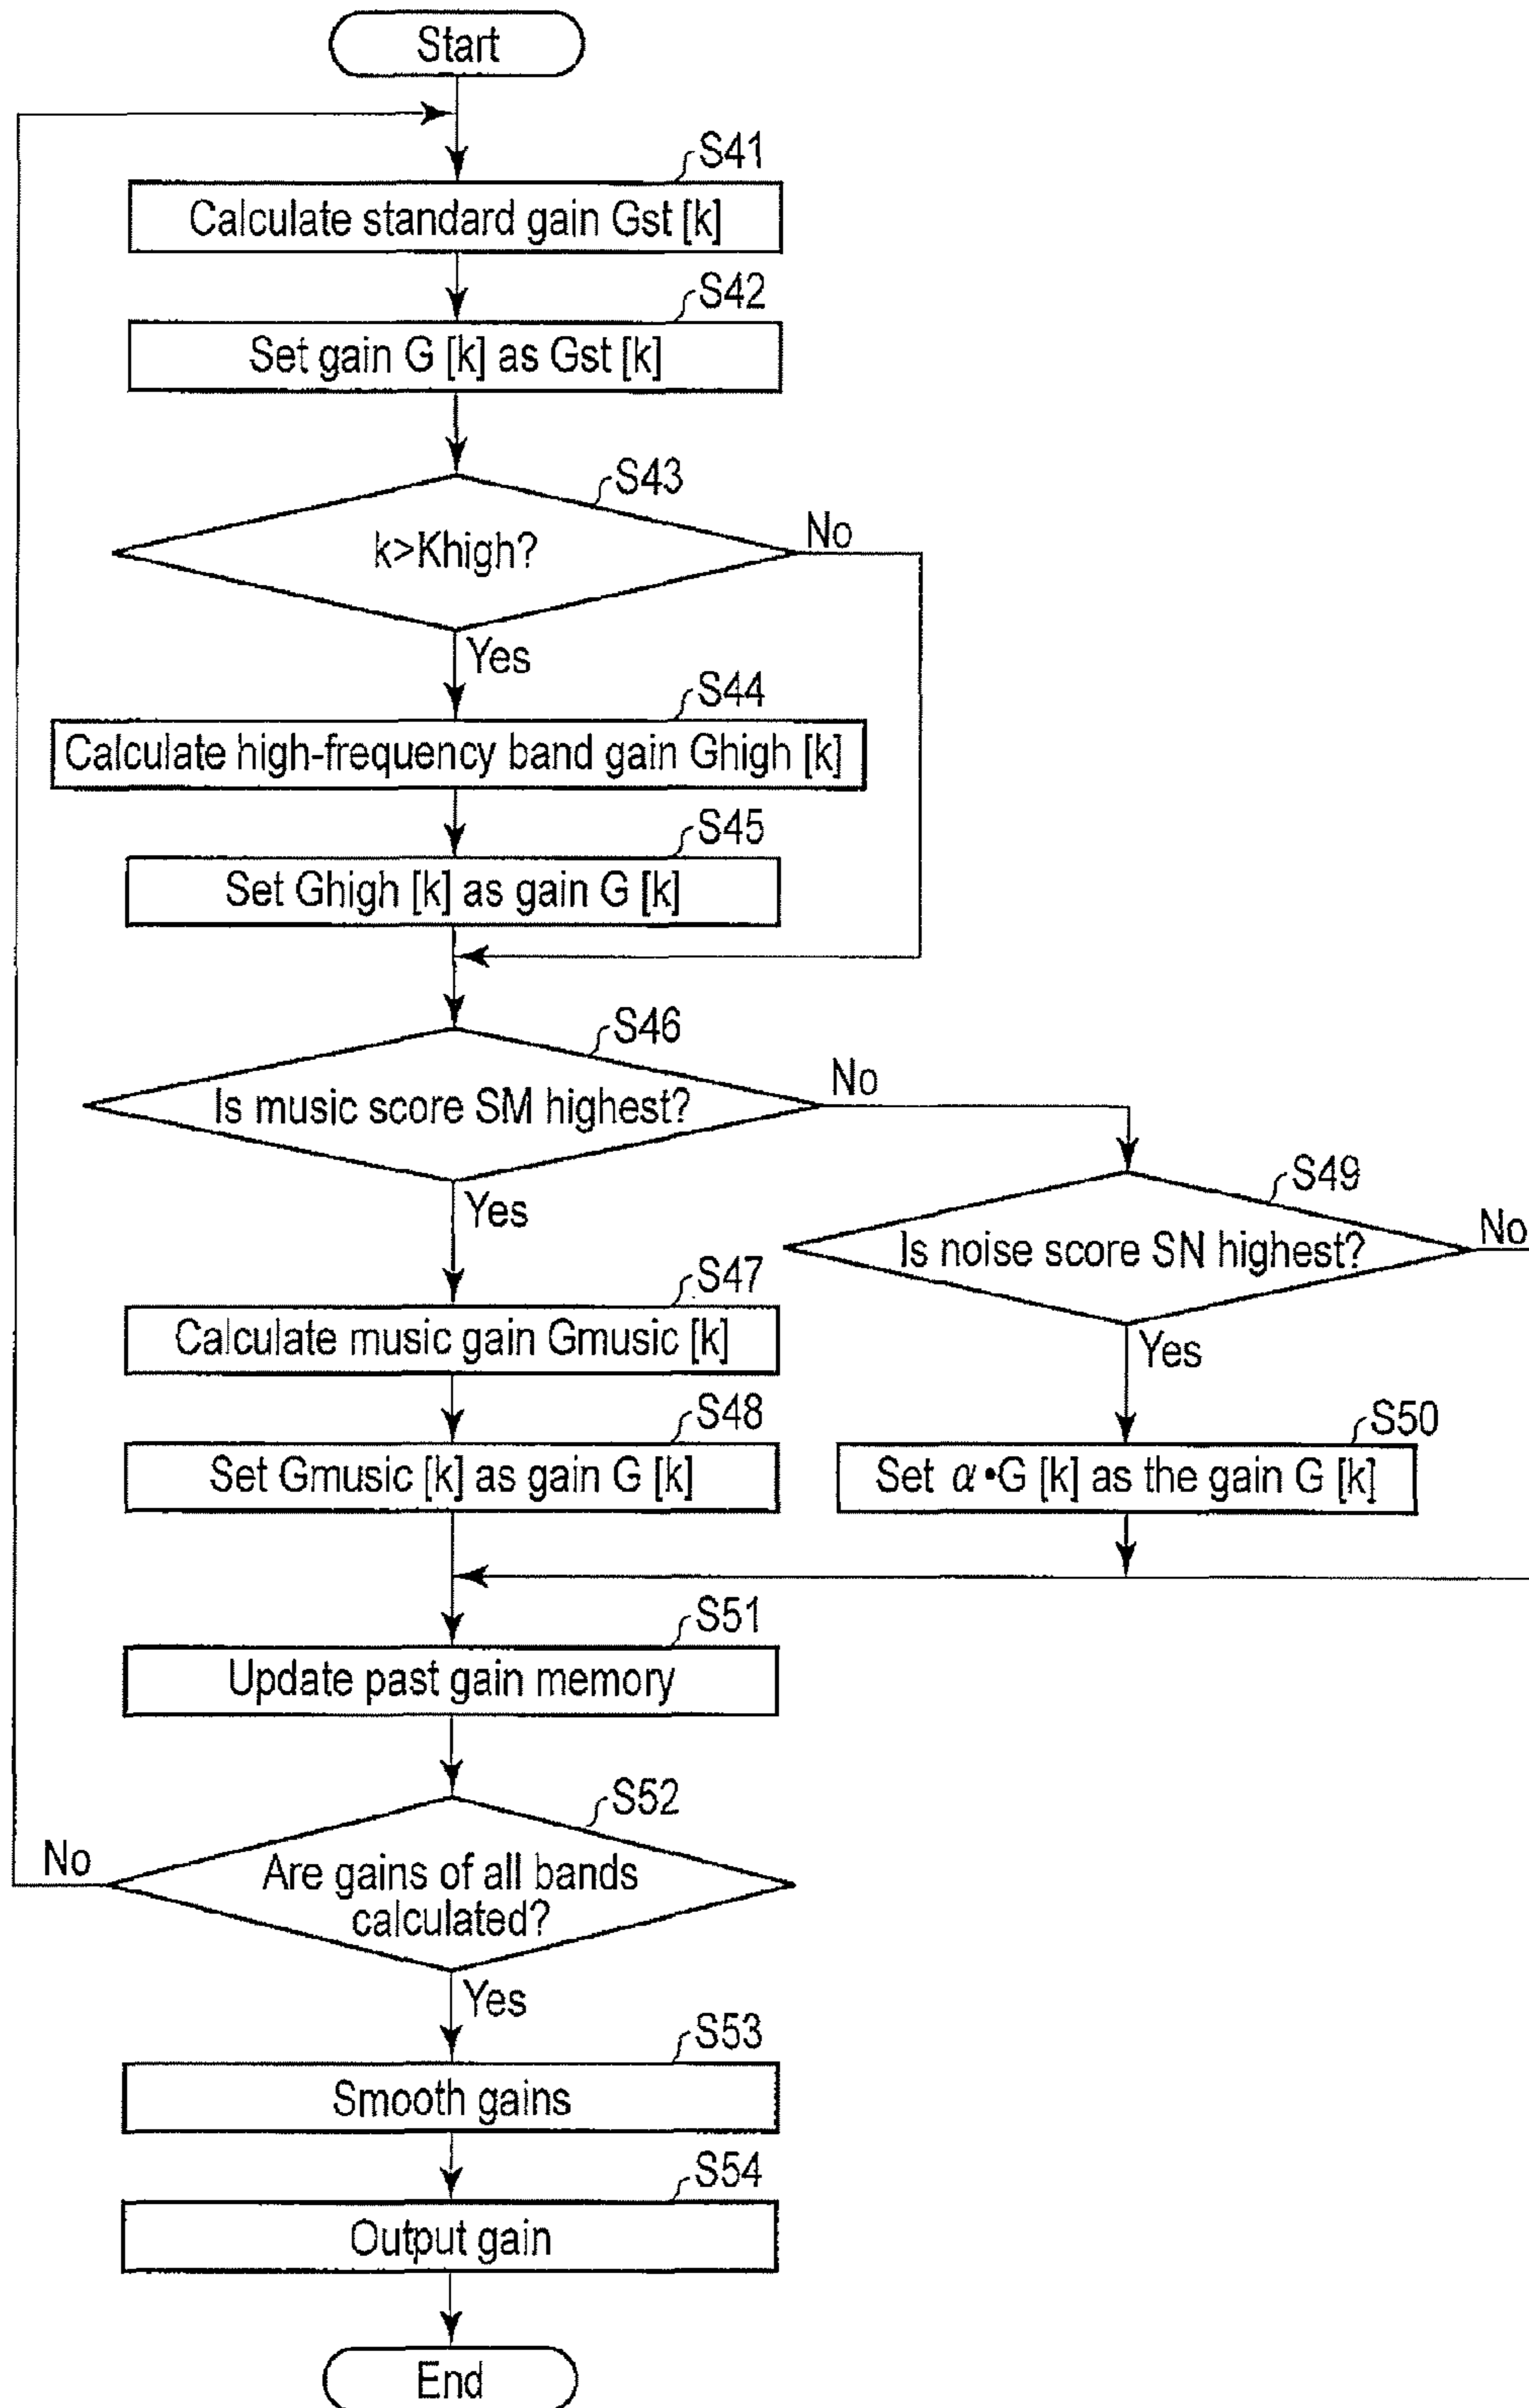 Start
S41
Calculate standard gain Gst [k]
S42
Set gain G [k] as Gst [k]
S43
k>Khigh?
No
Yes
S44
Calculate high-frequency band gain Ghigh [k]
S45
Set Ghigh [k] as gain G [k]
S46
Is music score SM highest?
No
Yes
S49
Is noise score SN highest?
No
Yes
S47
Calculate music gain Gmusic [k]
S48
Set Gmusic [k] as gain G [k]
S50
Set α•G [k] as the gain G [k]
S51
Update past gain memory
S52
Are gains of all bands
calculated?
No
Yes
S53
Smooth gains
S54
Output gain
End